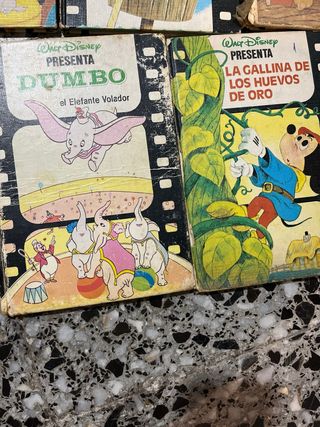 WALT DISNEY
PRESENTA
DUMBO
el Elefante Volador
WALT DISNEY
PRESENTA
LA GALLINA DE
LOS HUEVOS
DE ORO